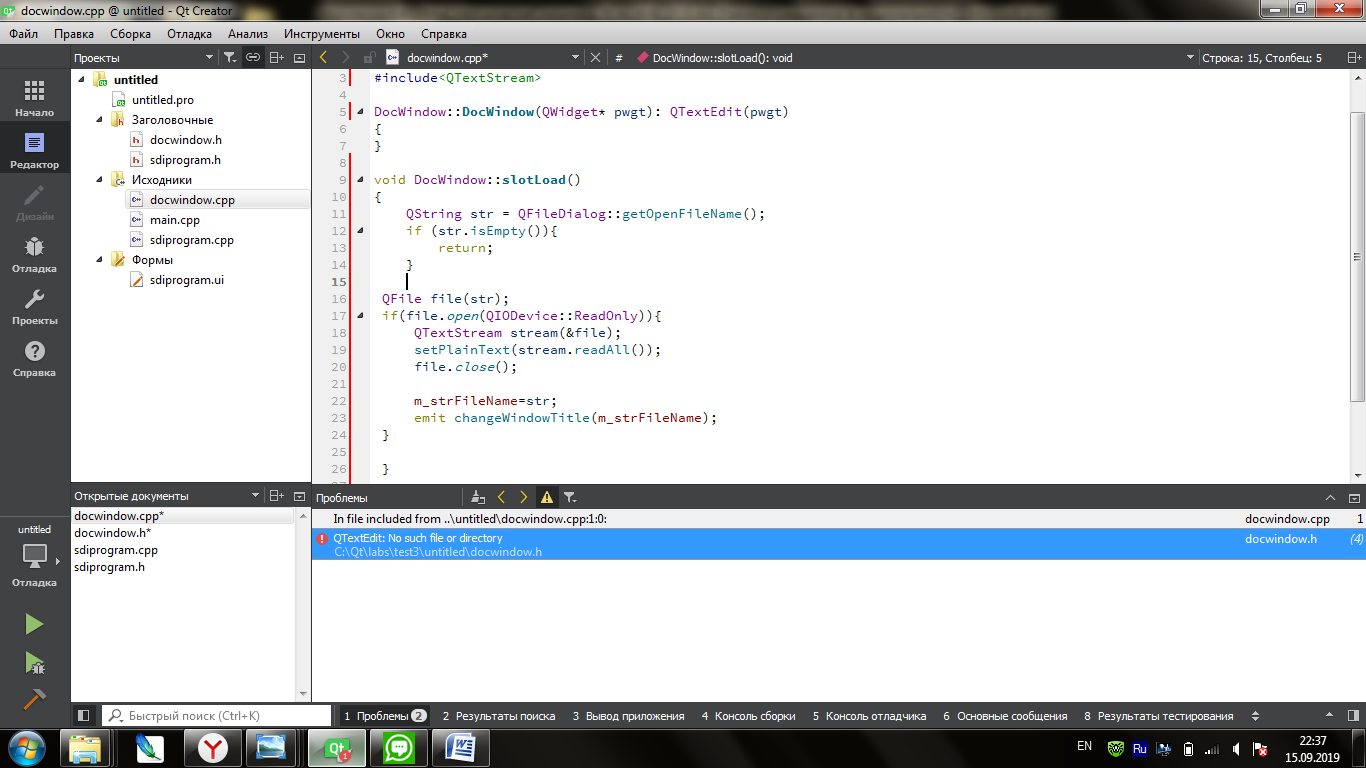 docwindow.cpp @ untitled - Qt Creator
Файл Правка Сборка Отладка Анализ Инструменты Окно Справка
Проекты
docwindow.cpp*
#
DocWindow::slotLoad(): void
Строка: 15, Столбец: 5
Начало
Редактор
Дизайн
Отладка
Проекты
Справка
untitled
Отладка
untitled
untitled.pro
Заголовочные
docwindow.h
sdiprogram.h
Исходники
docwindow.cpp
main.cpp
sdiprogram.cpp
Формы
sdiprogram.ui
Открытые документы
docwindow.cpp*
docwindow.h*
sdiprogram.cpp
sdiprogram.h
3 #include<QTextStream>
4
5 DocWindow::DocWindow(QWidget* pwgt): QTextEdit(pwgt)
6 {
7 }
8
9 void DocWindow::slotLoad()
10 {
11 QString str = QFileDialog::getOpenFileName();
12 if (str.isEmpty()){
13 return;
14 }
15
16 QFile file(str);
17 if(file.open(QIODevice::ReadOnly)){
18 QTextStream stream(&file);
19 setPlainText(stream.readAll());
20 file.close();
21
22 m_strFileName=str;
23 emit changeWindowTitle(m_strFileName);
24 }
25
26 }
Проблемы
In file included from ..\untitled\docwindow.cpp:1:0: docwindow.cpp 1
QTextEdit: No such file or directory docwindow.h (4)
C:\Qt\labs\test3\untitled\docwindow.h
Быстрый поиск (Ctrl+K)
1 Проблемы 2 2 Результаты поиска 3 Вывод приложения 4 Консоль сборки 5 Консоль отладчика 6 Основные сообщения 8 Результаты тестирования
EN Ru 22:37
15.09.2019